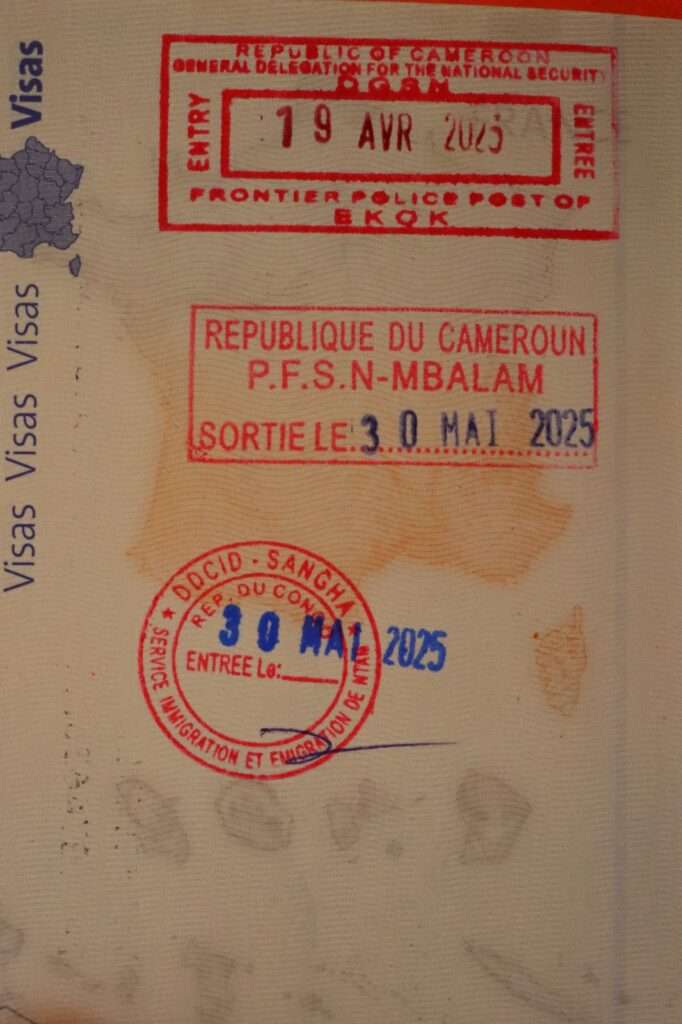 REPUBLIC OF CAMEROON
GENERAL DELEGATION FOR THE NATIONAL SECURITY
DGSN
ENTRY
19 AVR 2025
ENTREE
FRONTIER POLICE POST OF
EKOK
REPUBLIQUE DU CAMEROUN
P.F.S.N-MBALAM
SORTIE LE: 30 MAI 2025
DDCID - SANGHA
REP. DU CONGO
30 MAI 2025
ENTREE Le:
SERVICE IMMIGRATION ET EMIGRATION DE NTAM
Visas Visas Visas Visas